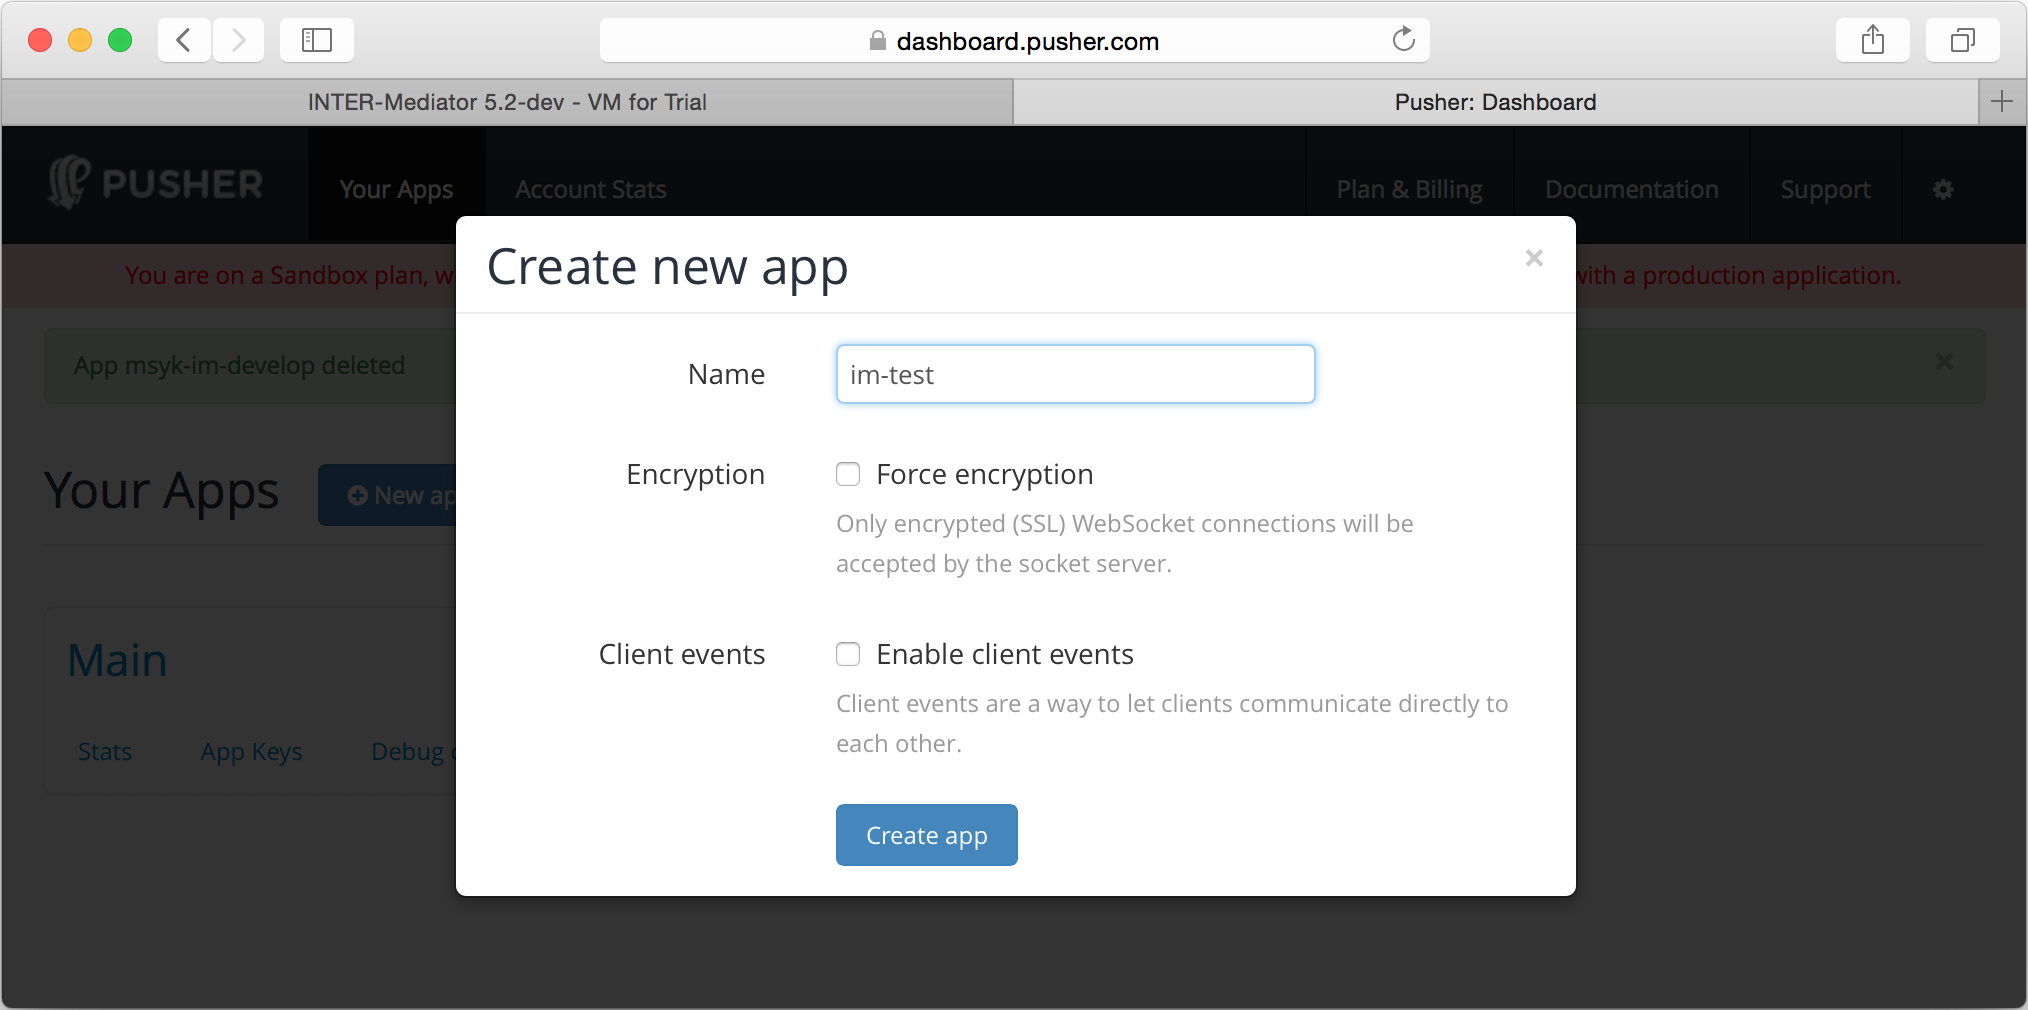 dashboard.pusher.com
INTER-Mediator 5.2-dev - VM for Trial
Pusher: Dashboard
PUSHER
Your Apps
Account Stats
Plan & Billing
Documentation
Support
You are on a Sandbox plan,
with a production application.
App msyk-im-develop deleted
Your Apps
New
Main
Stats
App Keys
Debug
Create new app
Name
im-test
Encryption
Force encryption
Only encrypted (SSL) WebSocket connections will be
accepted by the socket server.
Client events
Enable client events
Client events are a way to let clients communicate directly to
each other.
Create app